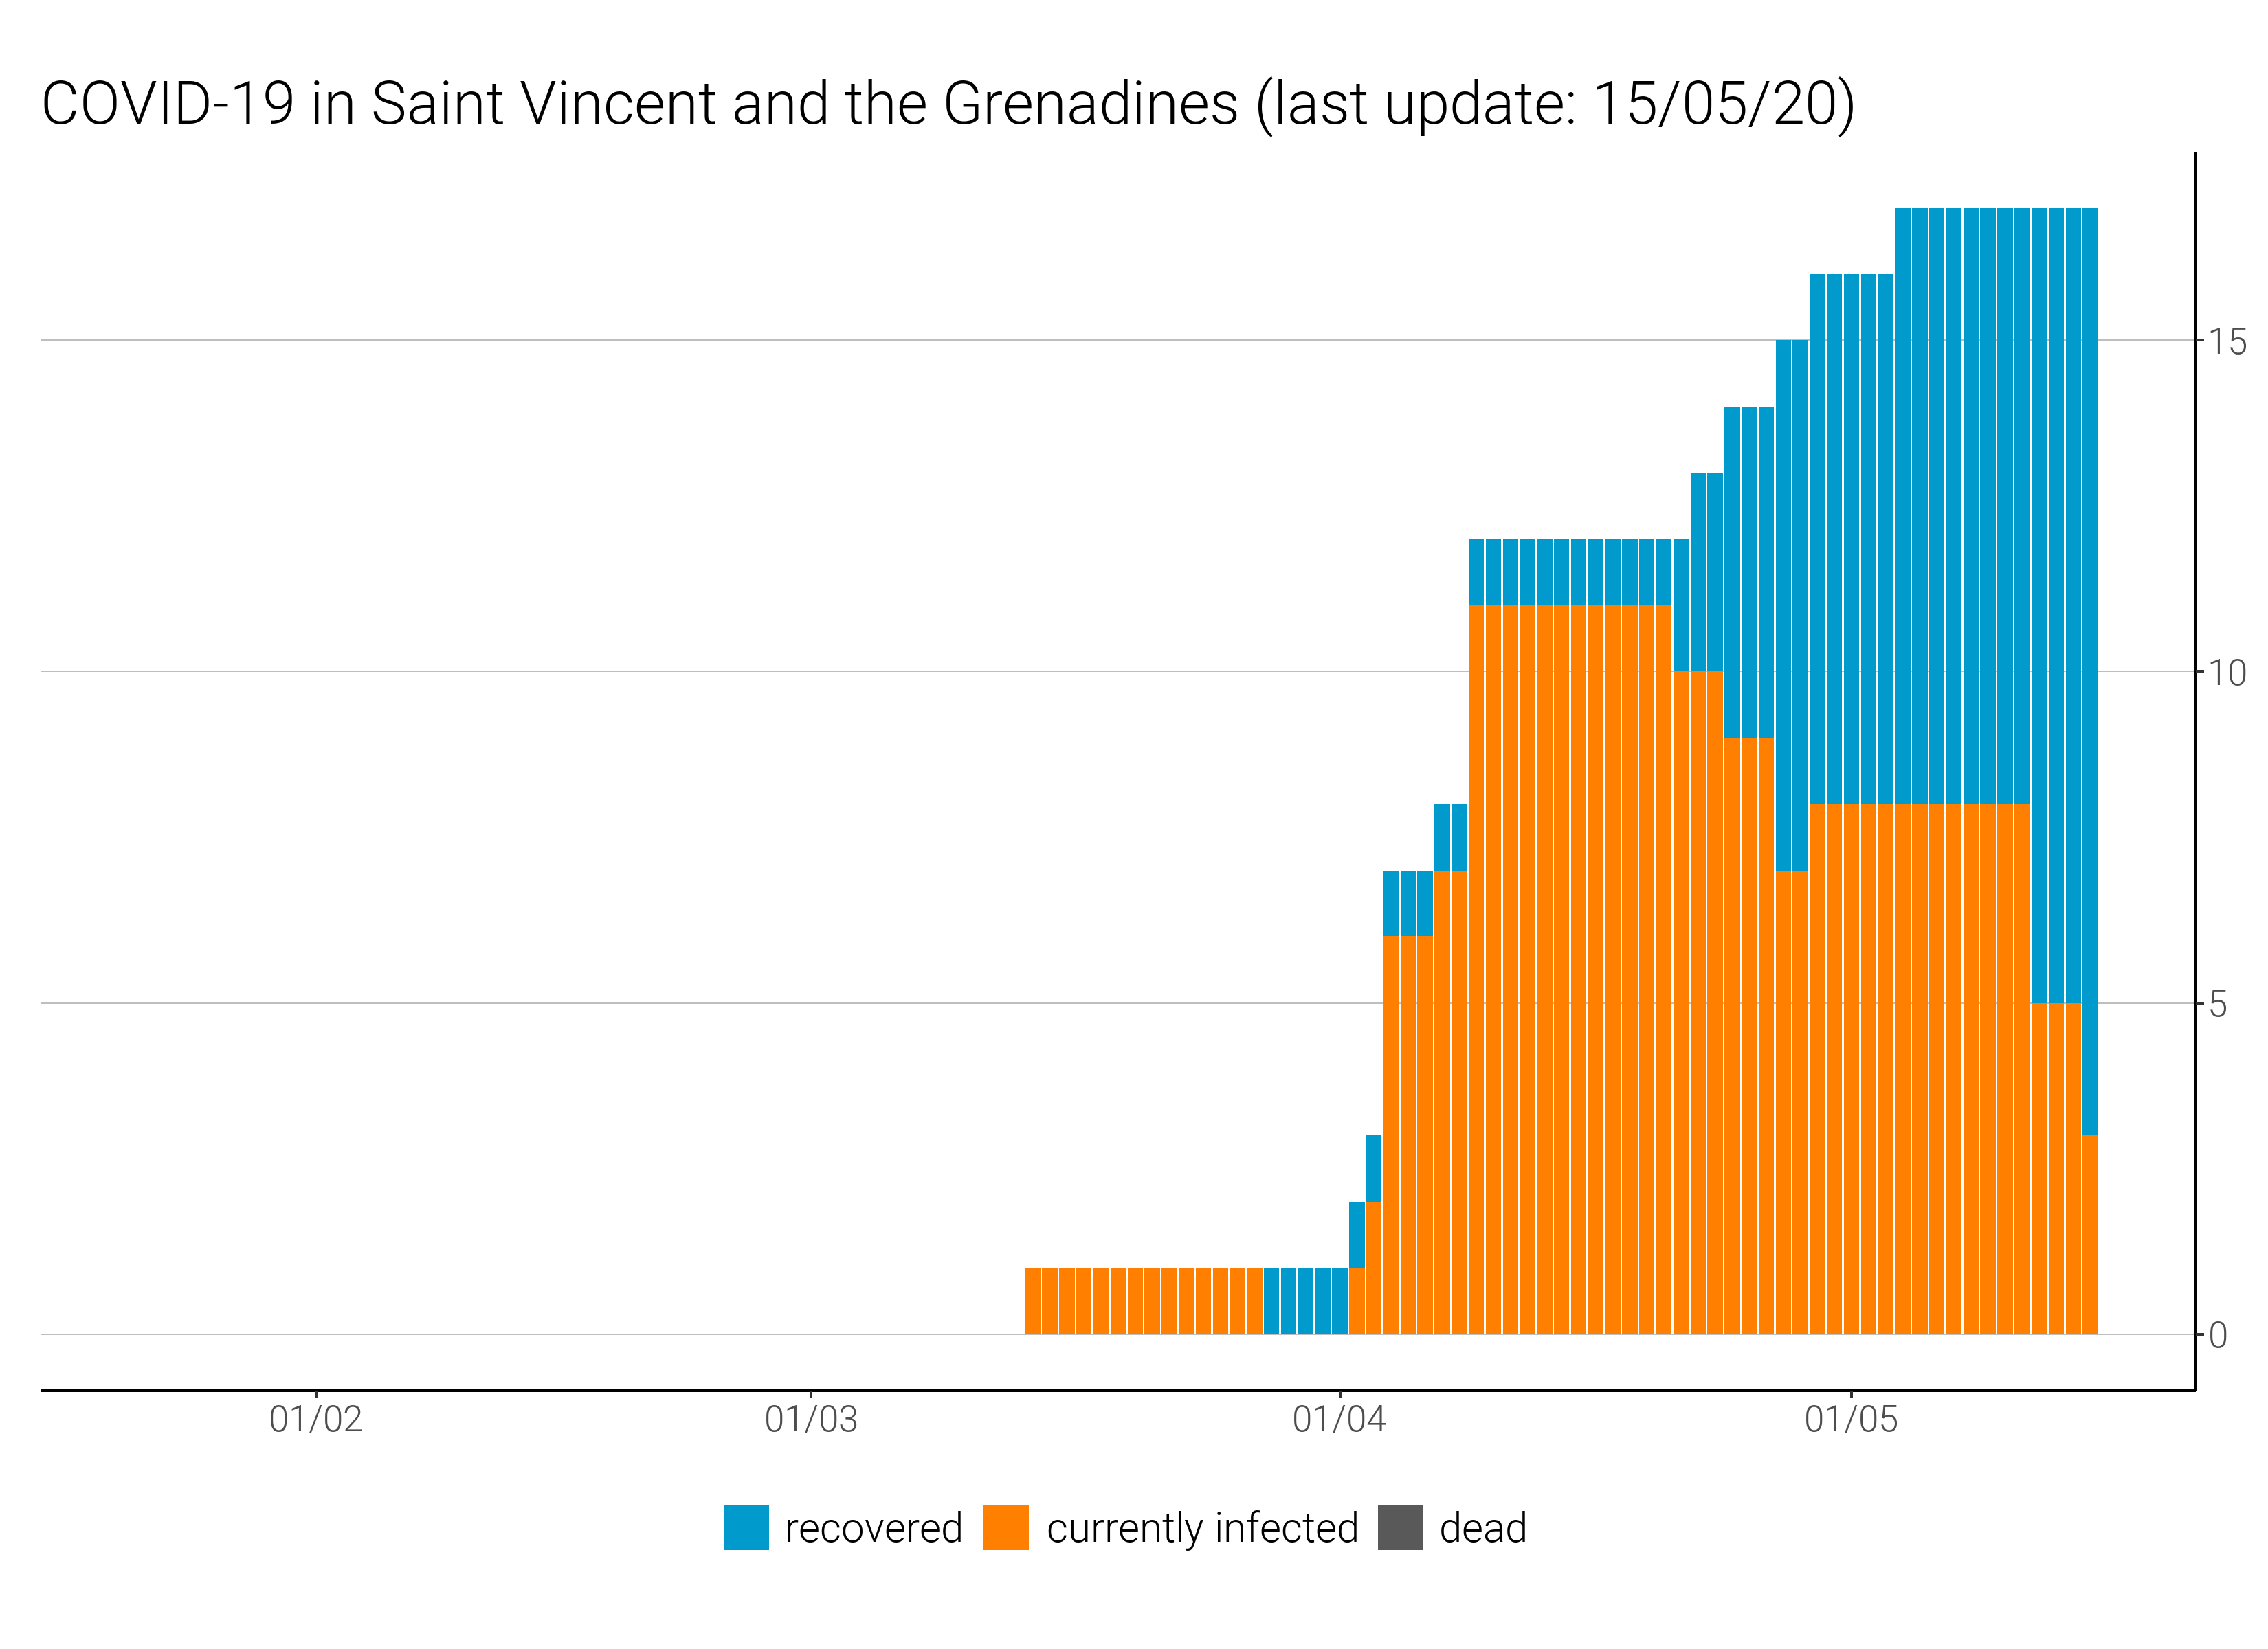 COVID-19 in Saint Vincent and the Grenadines (last update: 15/05/20)
15
10
5
0
01/02 01/03 01/04 01/05
recovered currently infected dead